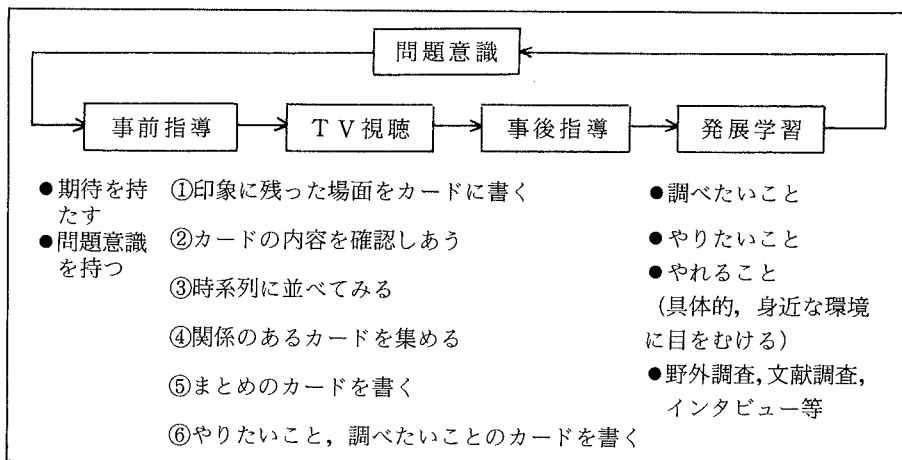 問題意識
事前指導
TV視聴
事後指導
発展学習
●期待を持
たす
●問題意識
を持つ
①印象に残った場面をカードに書く
②カードの内容を確認しあう
③時系列に並べてみる
④関係のあるカードを集める
⑤まとめのカードを書く
⑥やりたいこと,調べたいことのカードを書く
●調べたいこと
●やりたいこと
●やれること
(具体的,身近な環境
に目をむける)
●野外調査,文献調査,
インタビュー等